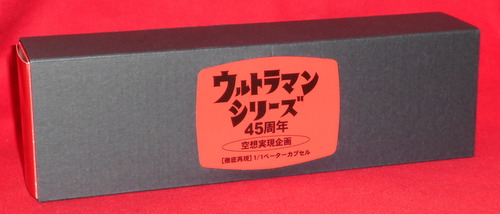 ウルトラマン
シリーズ
45周年
空想実現企画
[徹底再現] 1/1ベーターカプセル